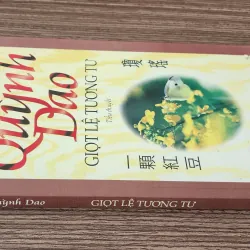 Quỳnh
Dao
GIỌT LỆ TƯƠNG TƯ
瓊瑤
一顆紅豆
Quỳnh Dao
GIỌT LỆ TƯƠNG TƯ